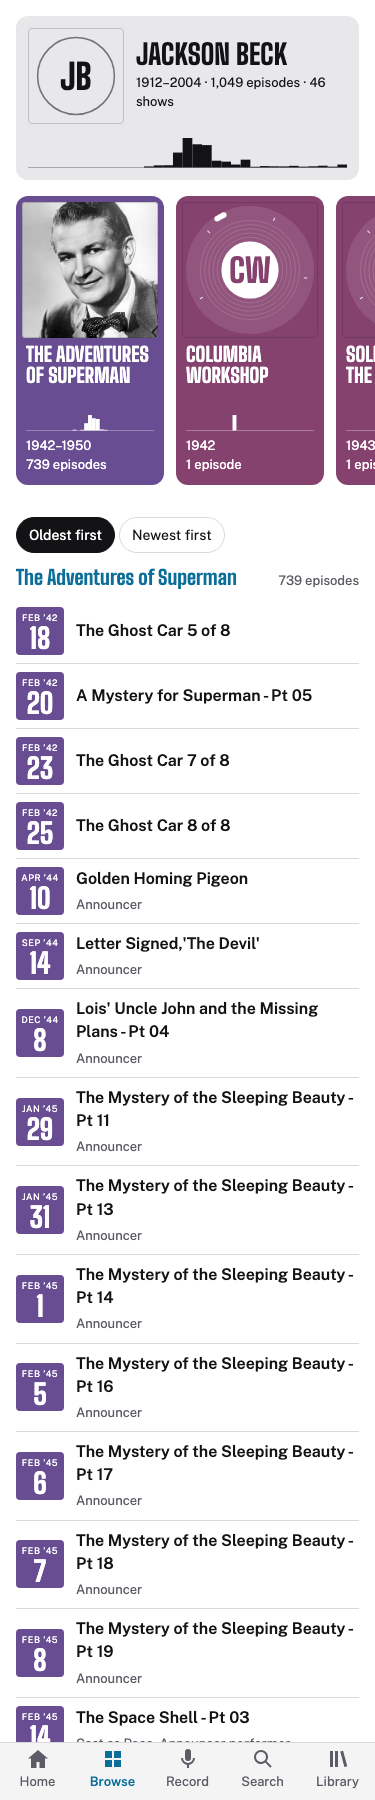 JB
JACKSON BECK
1912–2004 · 1,049 episodes · 46
shows
THE ADVENTURES
OF SUPERMAN
1942–1950
739 episodes
CW
COLUMBIA
WORKSHOP
1942
1 episode
THE
1943
Oldest first
Newest first
The Adventures of Superman
739 episodes
FEB '42
18
The Ghost Car 5 of 8
FEB '42
20
A Mystery for Superman - Pt 05
FEB '42
23
The Ghost Car 7 of 8
FEB '42
25
The Ghost Car 8 of 8
APR '44
10
Golden Homing Pigeon
Announcer
SEP '44
14
Letter Signed,'The Devil'
Announcer
DEC '44
8
Lois' Uncle John and the Missing
Plans - Pt 04
Announcer
JAN '45
29
The Mystery of the Sleeping Beauty -
Pt 11
Announcer
JAN '45
31
The Mystery of the Sleeping Beauty -
Pt 13
Announcer
FEB '45
1
The Mystery of the Sleeping Beauty -
Pt 14
Announcer
FEB '45
5
The Mystery of the Sleeping Beauty -
Pt 16
Announcer
FEB '45
6
The Mystery of the Sleeping Beauty -
Pt 17
Announcer
FEB '45
7
The Mystery of the Sleeping Beauty -
Pt 18
Announcer
FEB '45
8
The Mystery of the Sleeping Beauty -
Pt 19
Announcer
FEB '45
14
The Space Shell - Pt 03
Home
Browse
Record
Search
Library